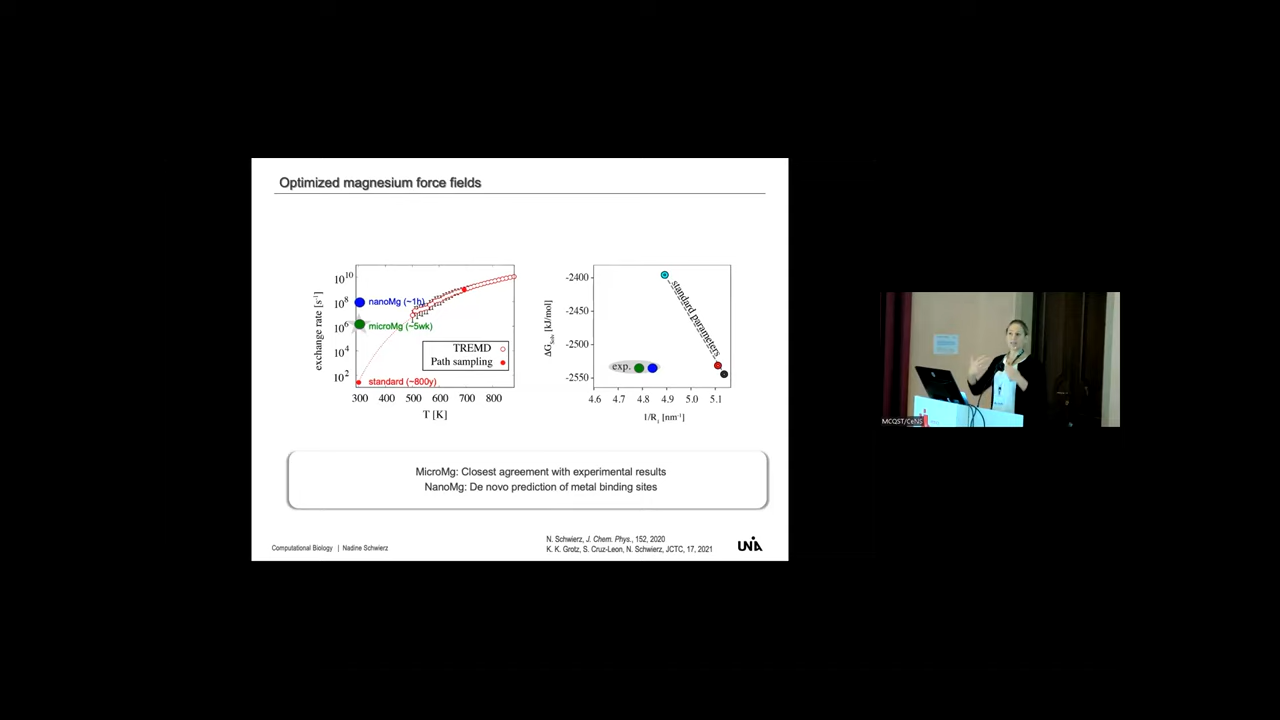 Optimized magnesium force fields
exchange rate [s⁻¹]
10¹⁰
10⁸
10⁶
10⁴
10²
nanoMg (~1h)
microMg (~5wk)
TREMD
Path sampling
standard (~800y)
300 400 500 600 700 800
T [K]
ΔG_Solv [kJ/mol]
-2400
-2450
-2500
-2550
standard parameters
exp.
4.6 4.7 4.8 4.9 5.0 5.1
1/R₁ [nm⁻¹]
MicroMg: Closest agreement with experimental results
NanoMg: De novo prediction of metal binding sites
N. Schwierz, J. Chem. Phys., 152, 2020
K. K. Grotz, S. Cruz-Leon, N. Schwierz, JCTC, 17, 2021
Computational Biology | Nadine Schwierz
UNIA
MCQST/CeNS